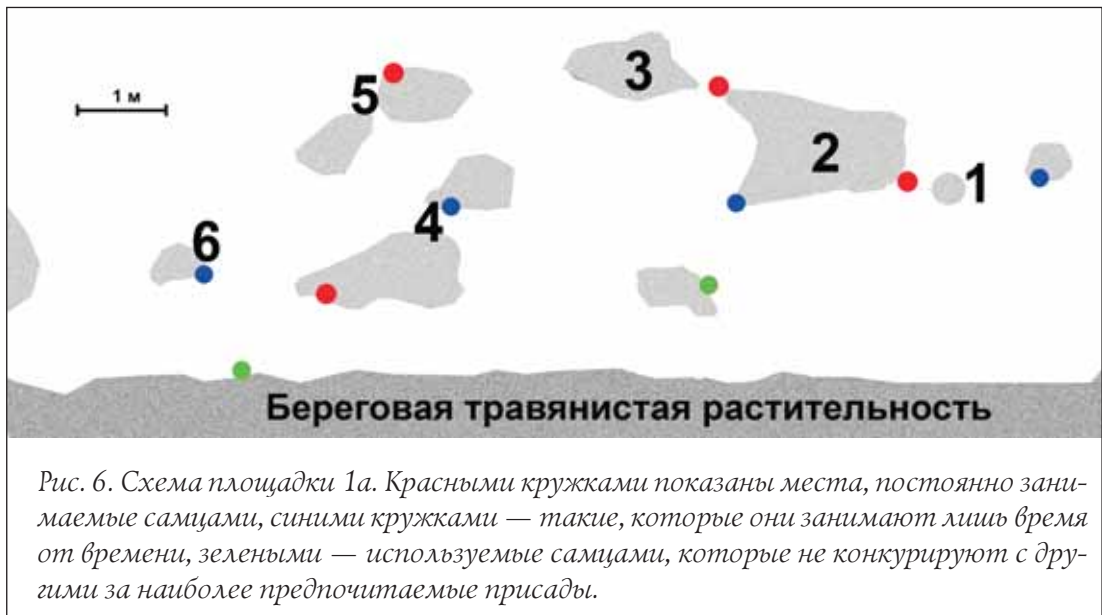 3
5
1 м
2
1
4
6
Береговая травянистая растительность
Рис. 6. Схема площадки 1а. Красными кружками показаны места, постоянно зани-
маемые самцами, синими кружками — такие, которые они занимают лишь время
от времени, зелеными — используемые самцами, которые не конкурируют с дру-
гими за наиболее предпочитаемые присады.